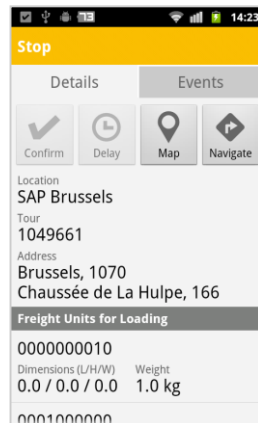 14:23
Stop
Details Events
Confirm Delay Map Navigate
Location
SAP Brussels
Tour
1049661
Address
Brussels, 1070
Chaussée de La Hulpe, 166
Freight Units for Loading
0000000010
Dimensions (L/H/W) Weight
0.0 / 0.0 / 0.0 1.0 kg
0001000000